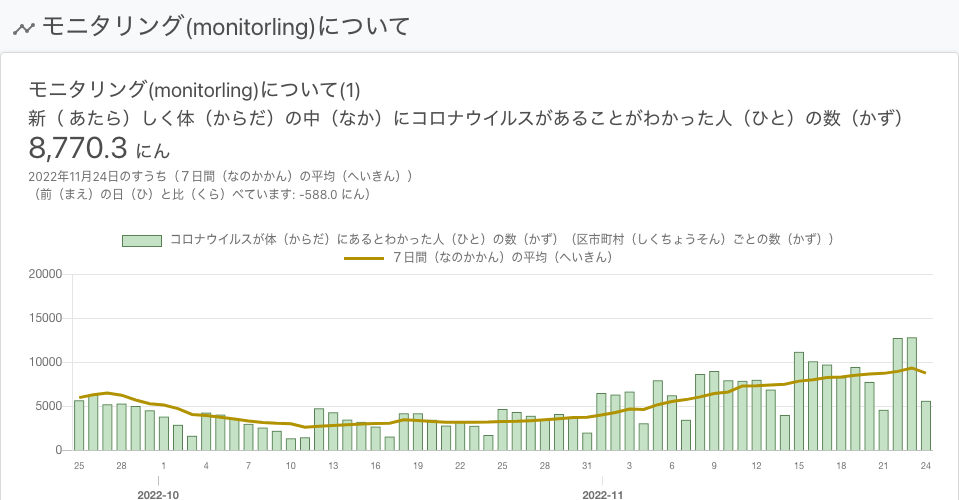 モニタリング(monitorling)について
モニタリング(monitorling)について(1)
新（ あたら）しく体（からだ）の中（なか）にコロナウイルスがあることがわかった人（ひと）の数（かず）
8,770.3 にん
2022年11月24日のすうち（７日間（なのかかん）の平均（へいきん））
（前（まえ）の日（ひ）と比（くら）べています: -588.0 にん）
コロナウイルスが体（からだ）にあるとわかった人（ひと）の数（かず）（区市町村（しくちょうそん）ごとの数（かず））
７日間（なのかかん）の平均（へいきん）
20000
15000
10000
5000
0
25 28 1 4 7 10 13 16 19 22 25 28 31 3 6 9 12 15 18 21 24
2022-10 2022-11